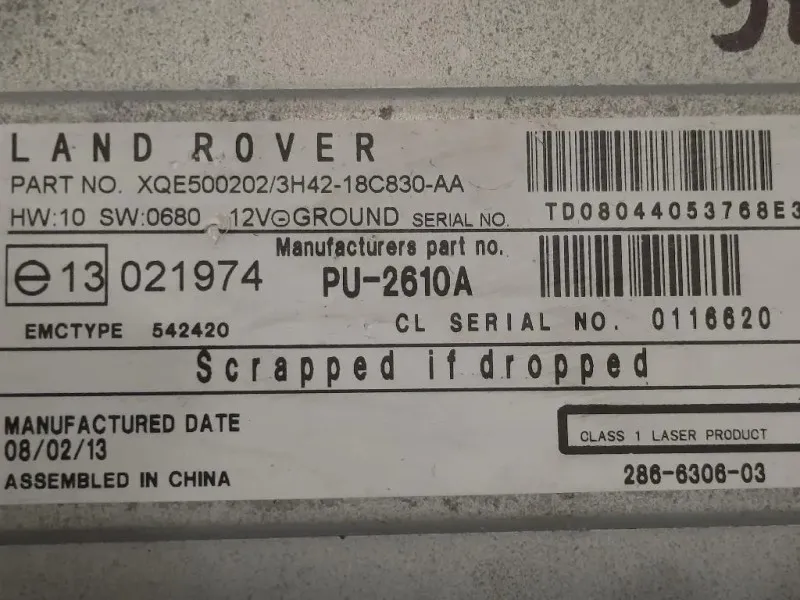 LAND ROVER
PART NO. XQE500202/3H42-18C830-AA
HW:10 SW:0680 12V⊖GROUND SERIAL NO. TD08044053768E3
e13 021974 Manufacturers part no.
PU-2610A
EMCTYPE 542420 CL SERIAL NO. 0116620
Scrapped if dropped
MANUFACTURED DATE
08/02/13
CLASS 1 LASER PRODUCT
ASSEMBLED IN CHINA
286-6306-03